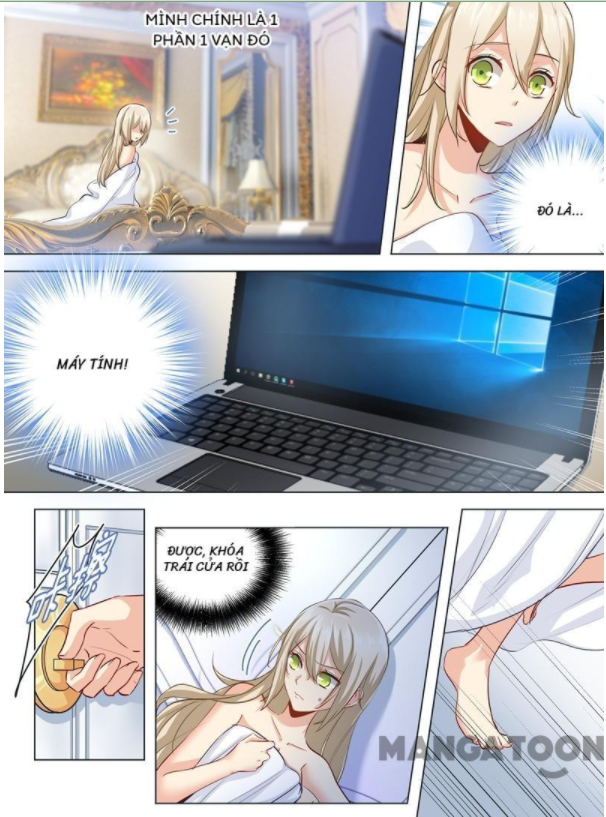 MÌNH CHÍNH LÀ 1
PHẦN 1 VẠN ĐÓ
ĐÓ LÀ...
MÁY TÍNH!
ĐƯỢC, KHÓA
TRÁI CỬA RỒI
MANGATOON